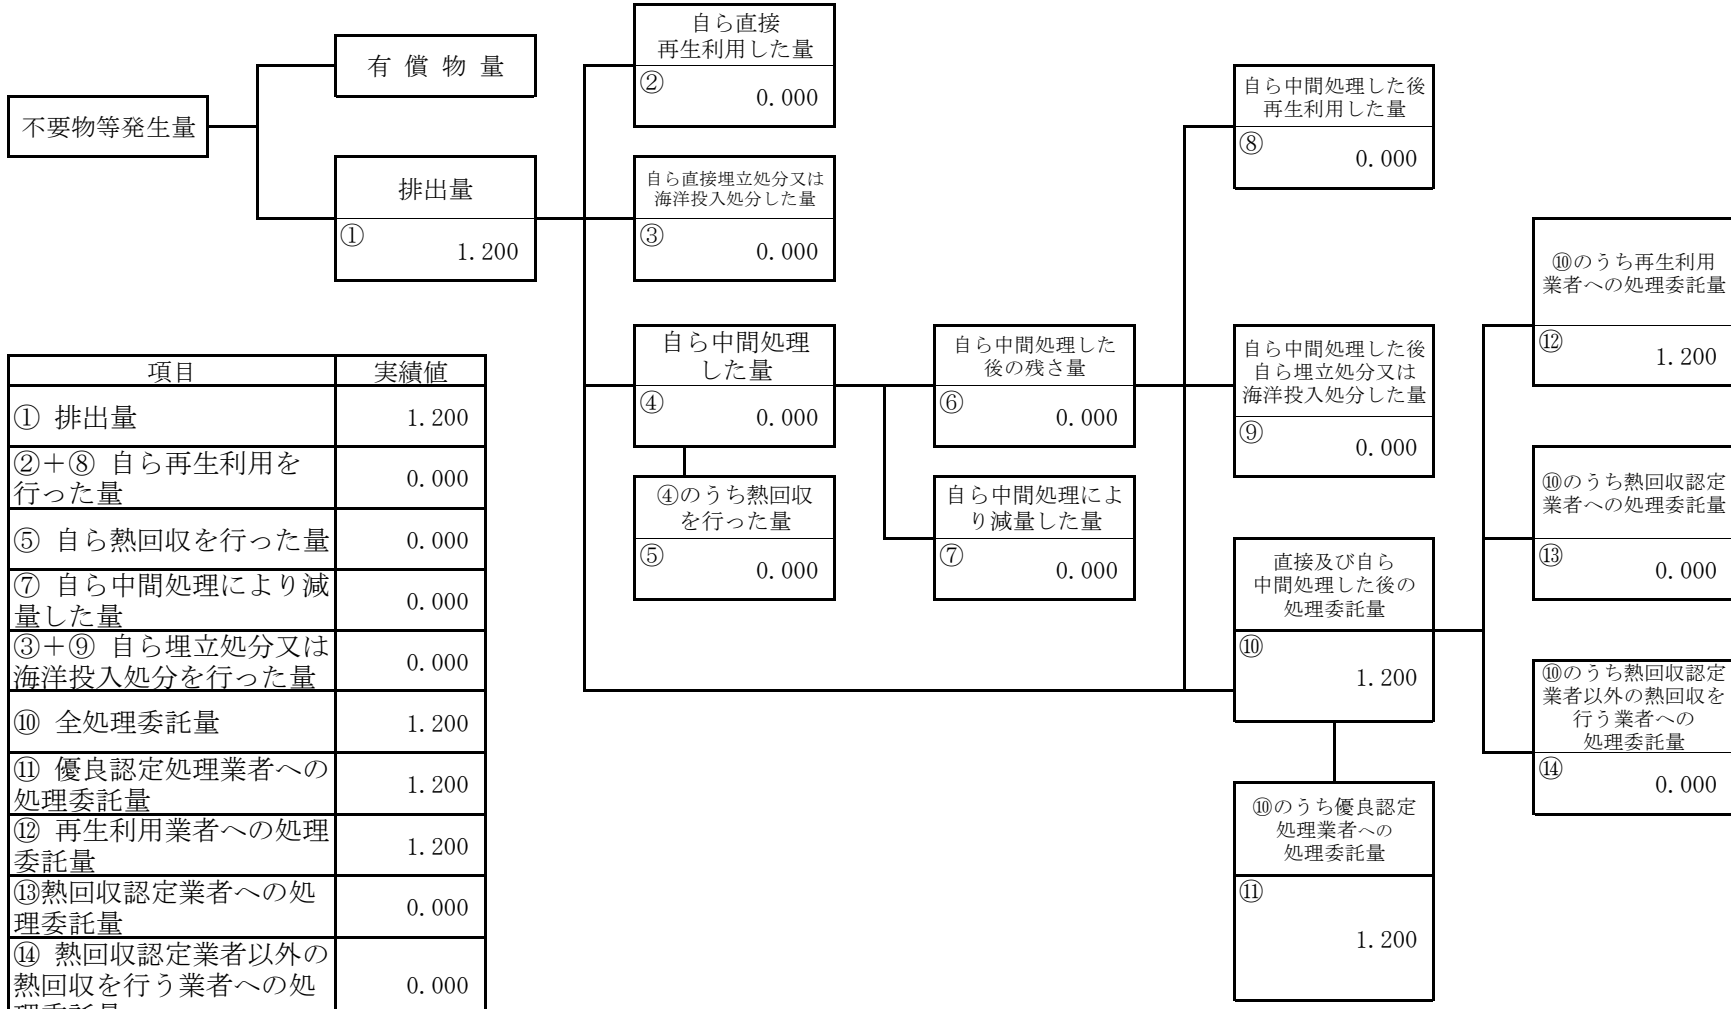 不要物等発生量
有 償 物 量
排出量
①
1.200
自ら直接
再生利用した量
②
0.000
自ら直接埋立処分又は
海洋投入処分した量
③
0.000
自ら中間処理
した量
④
0.000
④のうち熱回収
を行った量
⑤
0.000
自ら中間処理した
後の残さ量
⑥
0.000
自ら中間処理によ
り減量した量
⑦
0.000
自ら中間処理した後
再生利用した量
⑧
0.000
自ら中間処理した後
自ら埋立処分又は
海洋投入処分した量
⑨
0.000
直接及び自ら
中間処理した後の
処理委託量
⑩
1.200
⑩のうち優良認定
処理業者への
処理委託量
⑪
1.200
⑩のうち再生利用
業者への処理委託量
⑫
1.200
⑩のうち熱回収認定
業者への処理委託量
⑬
0.000
⑩のうち熱回収認定
業者以外の熱回収を
行う業者への
処理委託量
⑭
0.000
項目 実績値
① 排出量 1.200
②+⑧ 自ら再生利用を
行った量 0.000
⑤ 自ら熱回収を行った量 0.000
⑦ 自ら中間処理により減
量した量 0.000
③+⑨ 自ら埋立処分又は
海洋投入処分を行った量 0.000
⑩ 全処理委託量 1.200
⑪ 優良認定処理業者への
処理委託量 1.200
⑫ 再生利用業者への処理
委託量 1.200
⑬熱回収認定業者への処
理委託量 0.000
⑭ 熱回収認定業者以外の
熱回収を行う業者への処 0.000